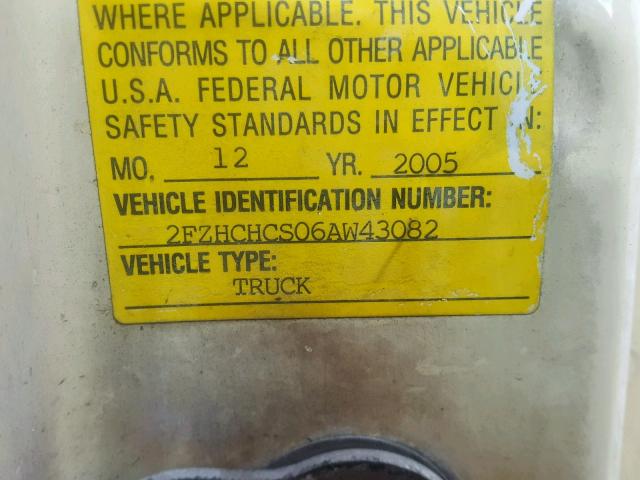 WHERE APPLICABLE. THIS VEHICLE
CONFORMS TO ALL OTHER APPLICABLE
U.S.A. FEDERAL MOTOR VEHICLE
SAFETY STANDARDS IN EFFECT IN:
MO. 12 YR. 2005
VEHICLE IDENTIFICATION NUMBER:
2FZHCHCS06AW43082
VEHICLE TYPE:
TRUCK